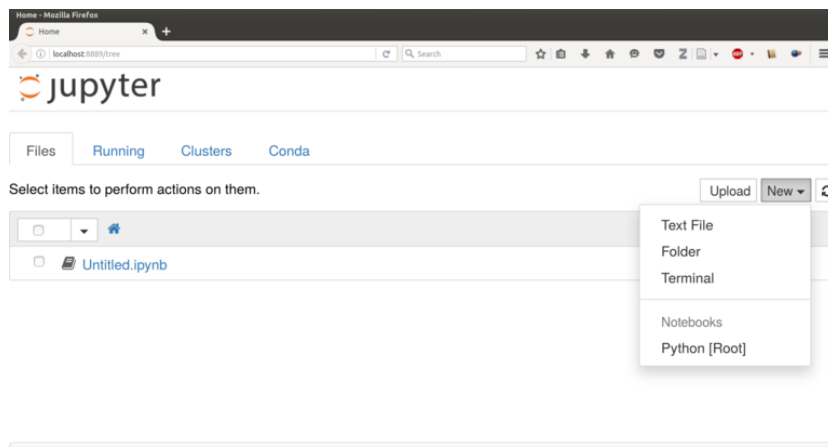 Home - Mozilla Firefox
Home × +
localhost:8889/tree Search
jupyter
Files Running Clusters Conda
Select items to perform actions on them.
Upload New
Text File
Folder
Untitled.ipynb
Terminal
Notebooks
Python [Root]